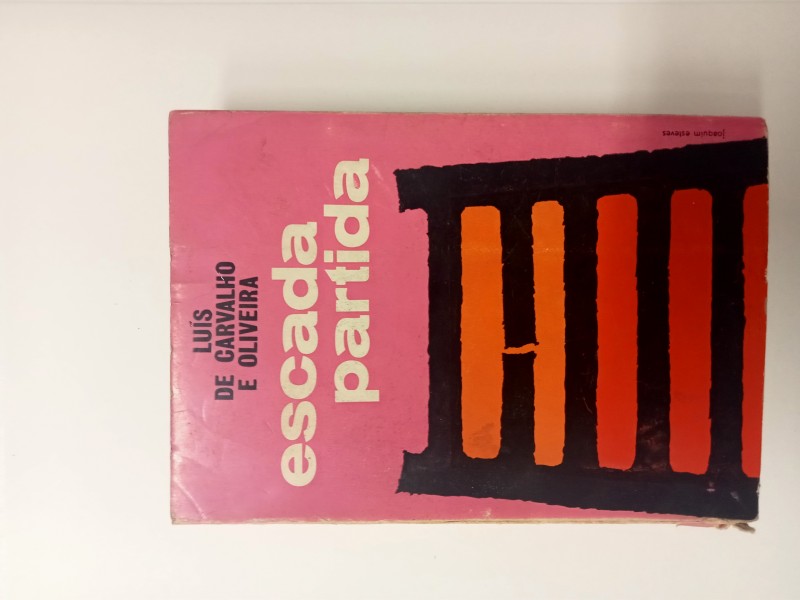 LUÍS
DE CARVALHO
E OLIVEIRA
escada
partida
joaquim esteves